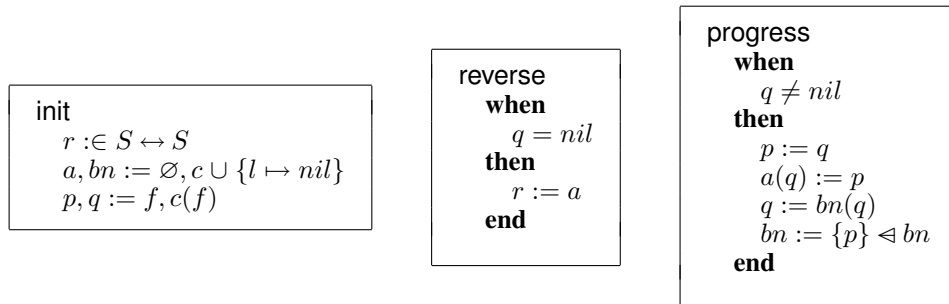 init
r :∈ S ↔ S
a, bn := ∅, c ∪ {l ↦ nil}
p, q := f, c(f)
reverse
when
q = nil
then
r := a
end
progress
when
q ≠ nil
then
p := q
a(q) := p
q := bn(q)
bn := {p} ⩤ bn
end